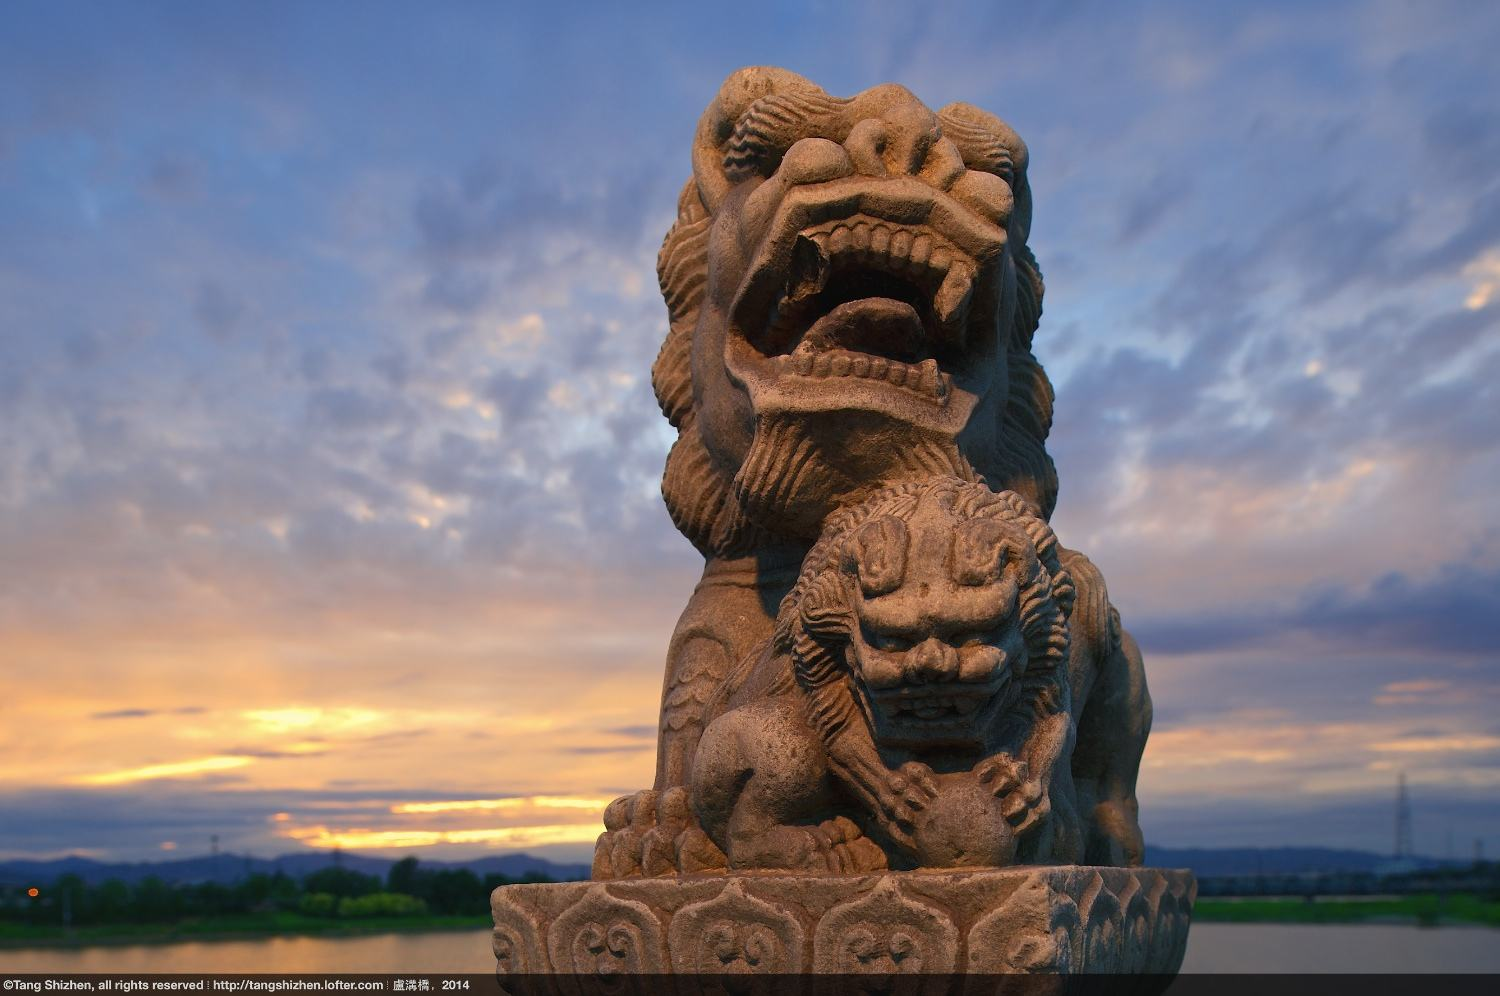 ©Tang Shizhen, all rights reserved | http://tangshizhen.lofter.com | 盧溝橋，2014